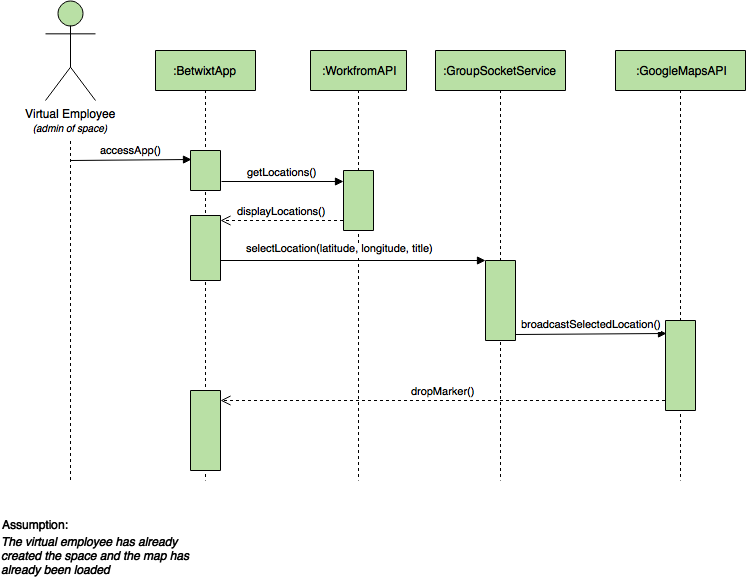 :BetwixtApp
:WorkfromAPI
:GroupSocketService
:GoogleMapsAPI
Virtual Employee
(admin of space)
accessApp()
getLocations()
displayLocations()
selectLocation(latitude, longitude, title)
broadcastSelectedLocation()
dropMarker()
Assumption:
The virtual employee has already
created the space and the map has
already been loaded